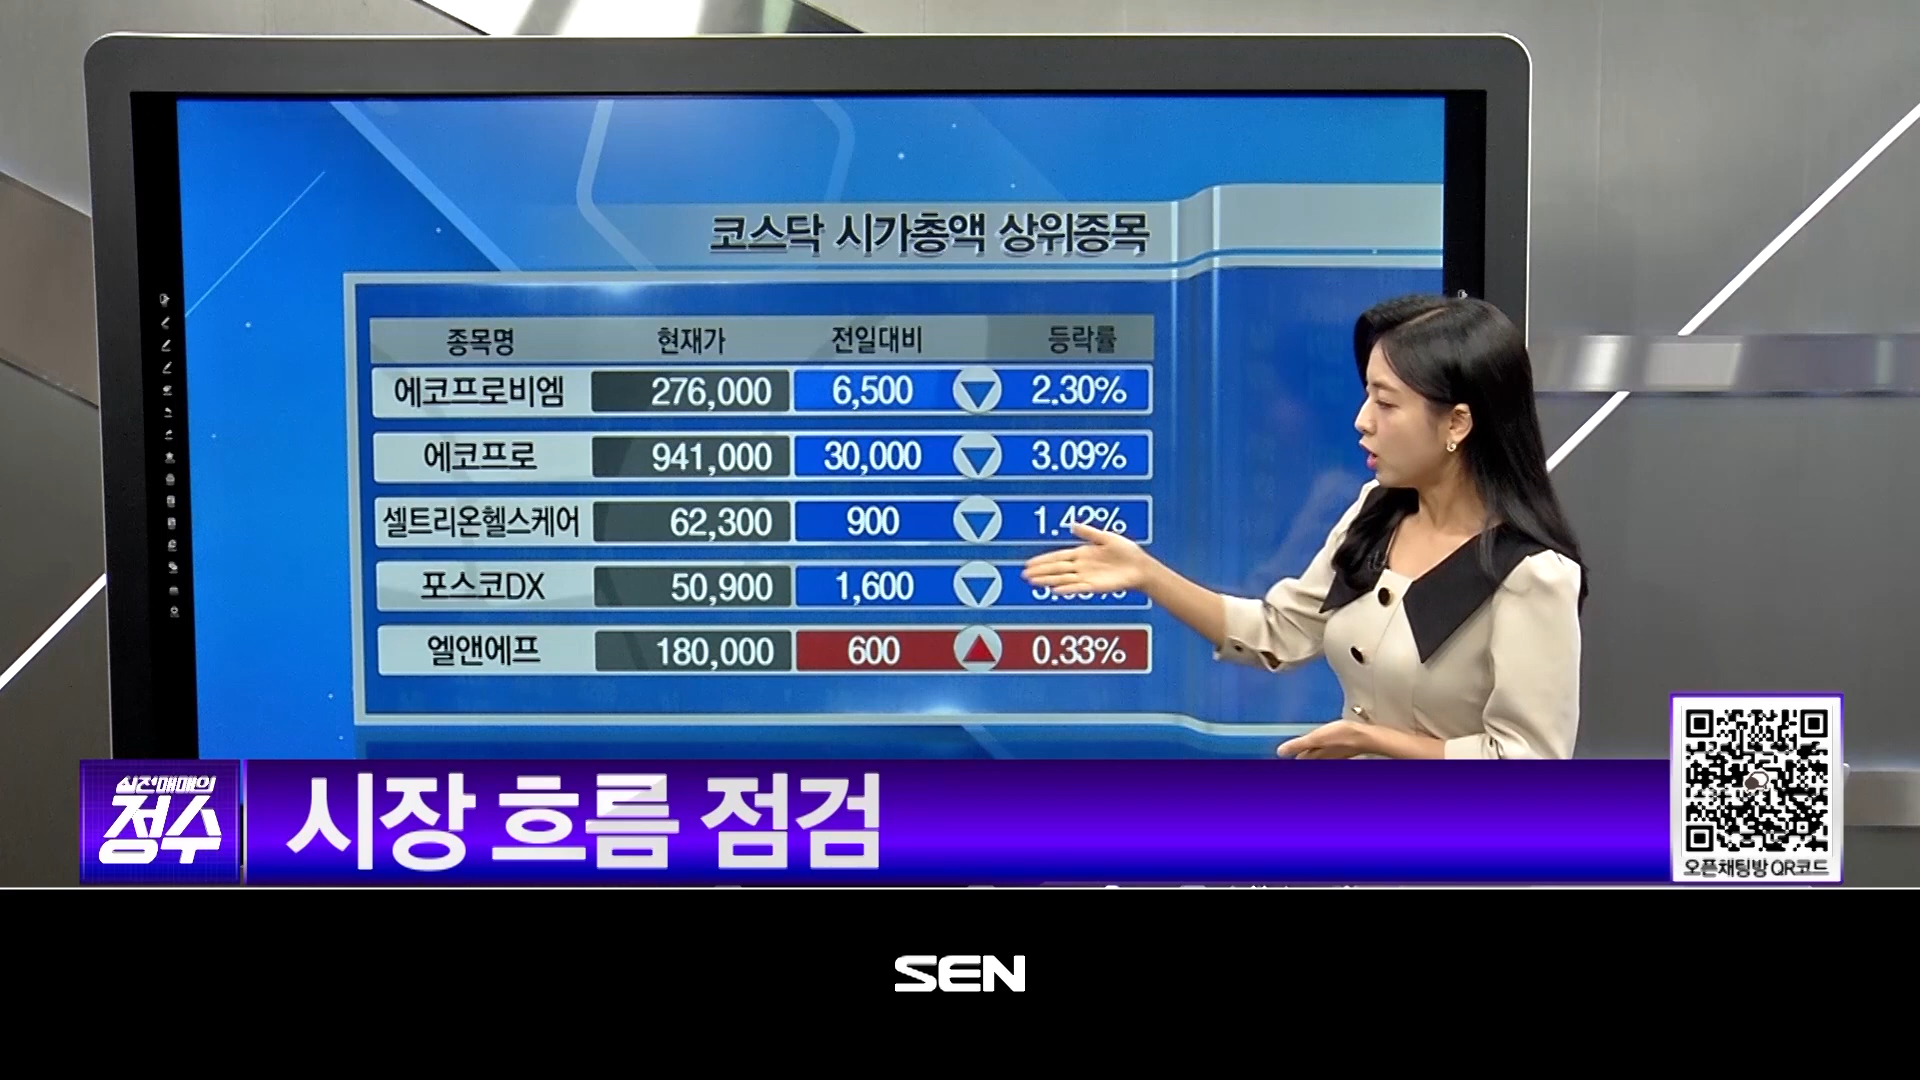 코스닥 시가총액 상위종목
종목명 현재가 전일대비 등락률
에코프로비엠 276,000 6,500 ▼ 2.30%
에코프로 941,000 30,000 ▼ 3.09%
셀트리온헬스케어 62,300 900 ▼ 1.42%
포스코DX 50,900 1,600 ▼
엘앤에프 180,000 600 ▲ 0.33%
실전매매의
정수
시장 흐름 점검
오픈채팅방 QR코드
SEN